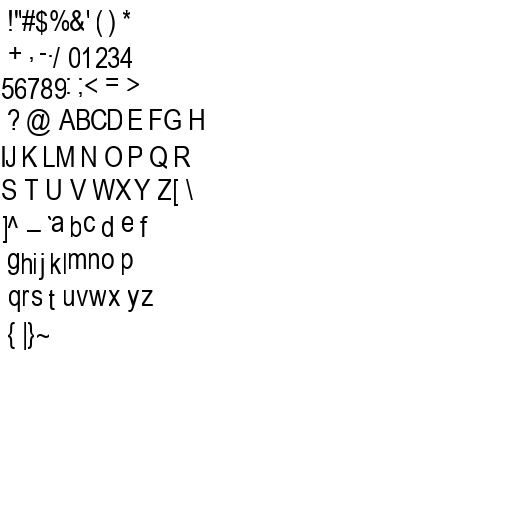 !"#$%&'()*
+,-./01234
56789:;<=>
?@ABCDEFGH
IJKLMNOPQR
STUVWXYZ[\
]^_`abcdef
ghijklmnop
qrstuvwxyz
{|}~